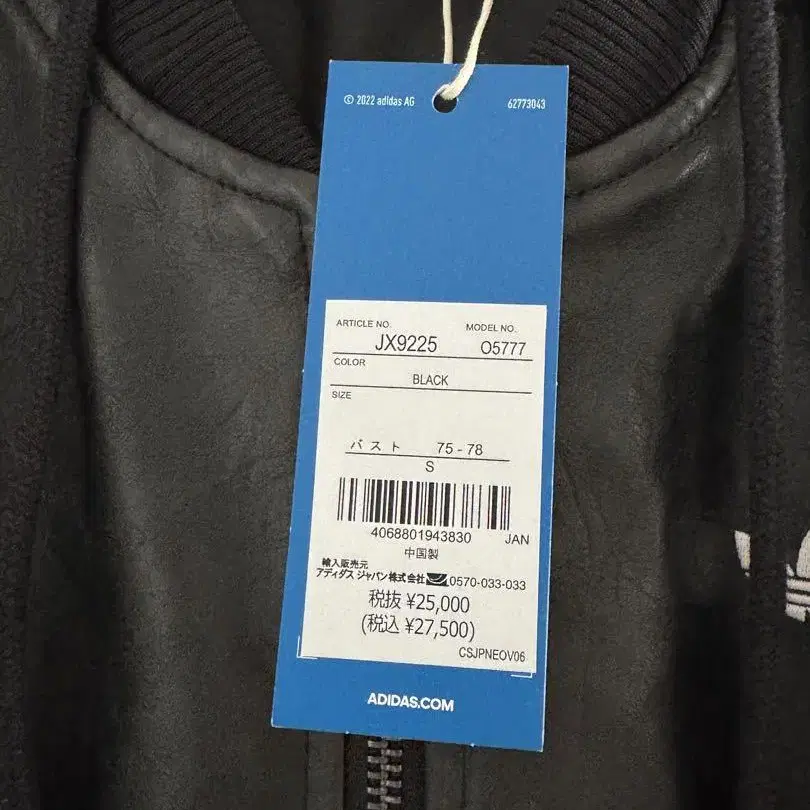 © 2022 adidas AG 62773043
ARTICLE NO. MODEL NO.
JX9225 O5777
COLOR
BLACK
SIZE
バスト 75 - 78
S
4068801943830 JAN
中国製
輸入販売元
アディダス ジャパン株式会社 0570-033-033
税抜 ¥25,000
(税込 ¥27,500)
CSJPNEOV06
ADIDAS.COM